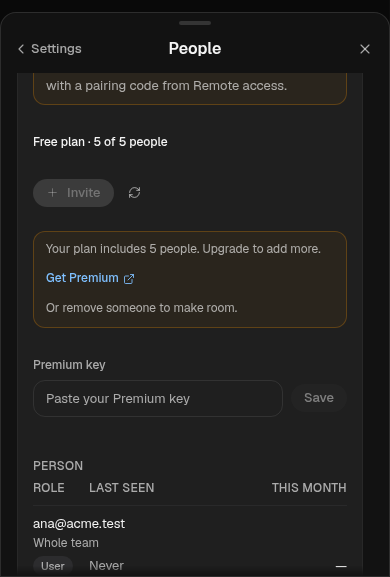 Settings
People
with a pairing code from Remote access.
Free plan · 5 of 5 people
+ Invite
Your plan includes 5 people. Upgrade to add more.
Get Premium
Or remove someone to make room.
Premium key
Paste your Premium key
Save
PERSON
ROLE LAST SEEN THIS MONTH
ana@acme.test
Whole team
User Never —